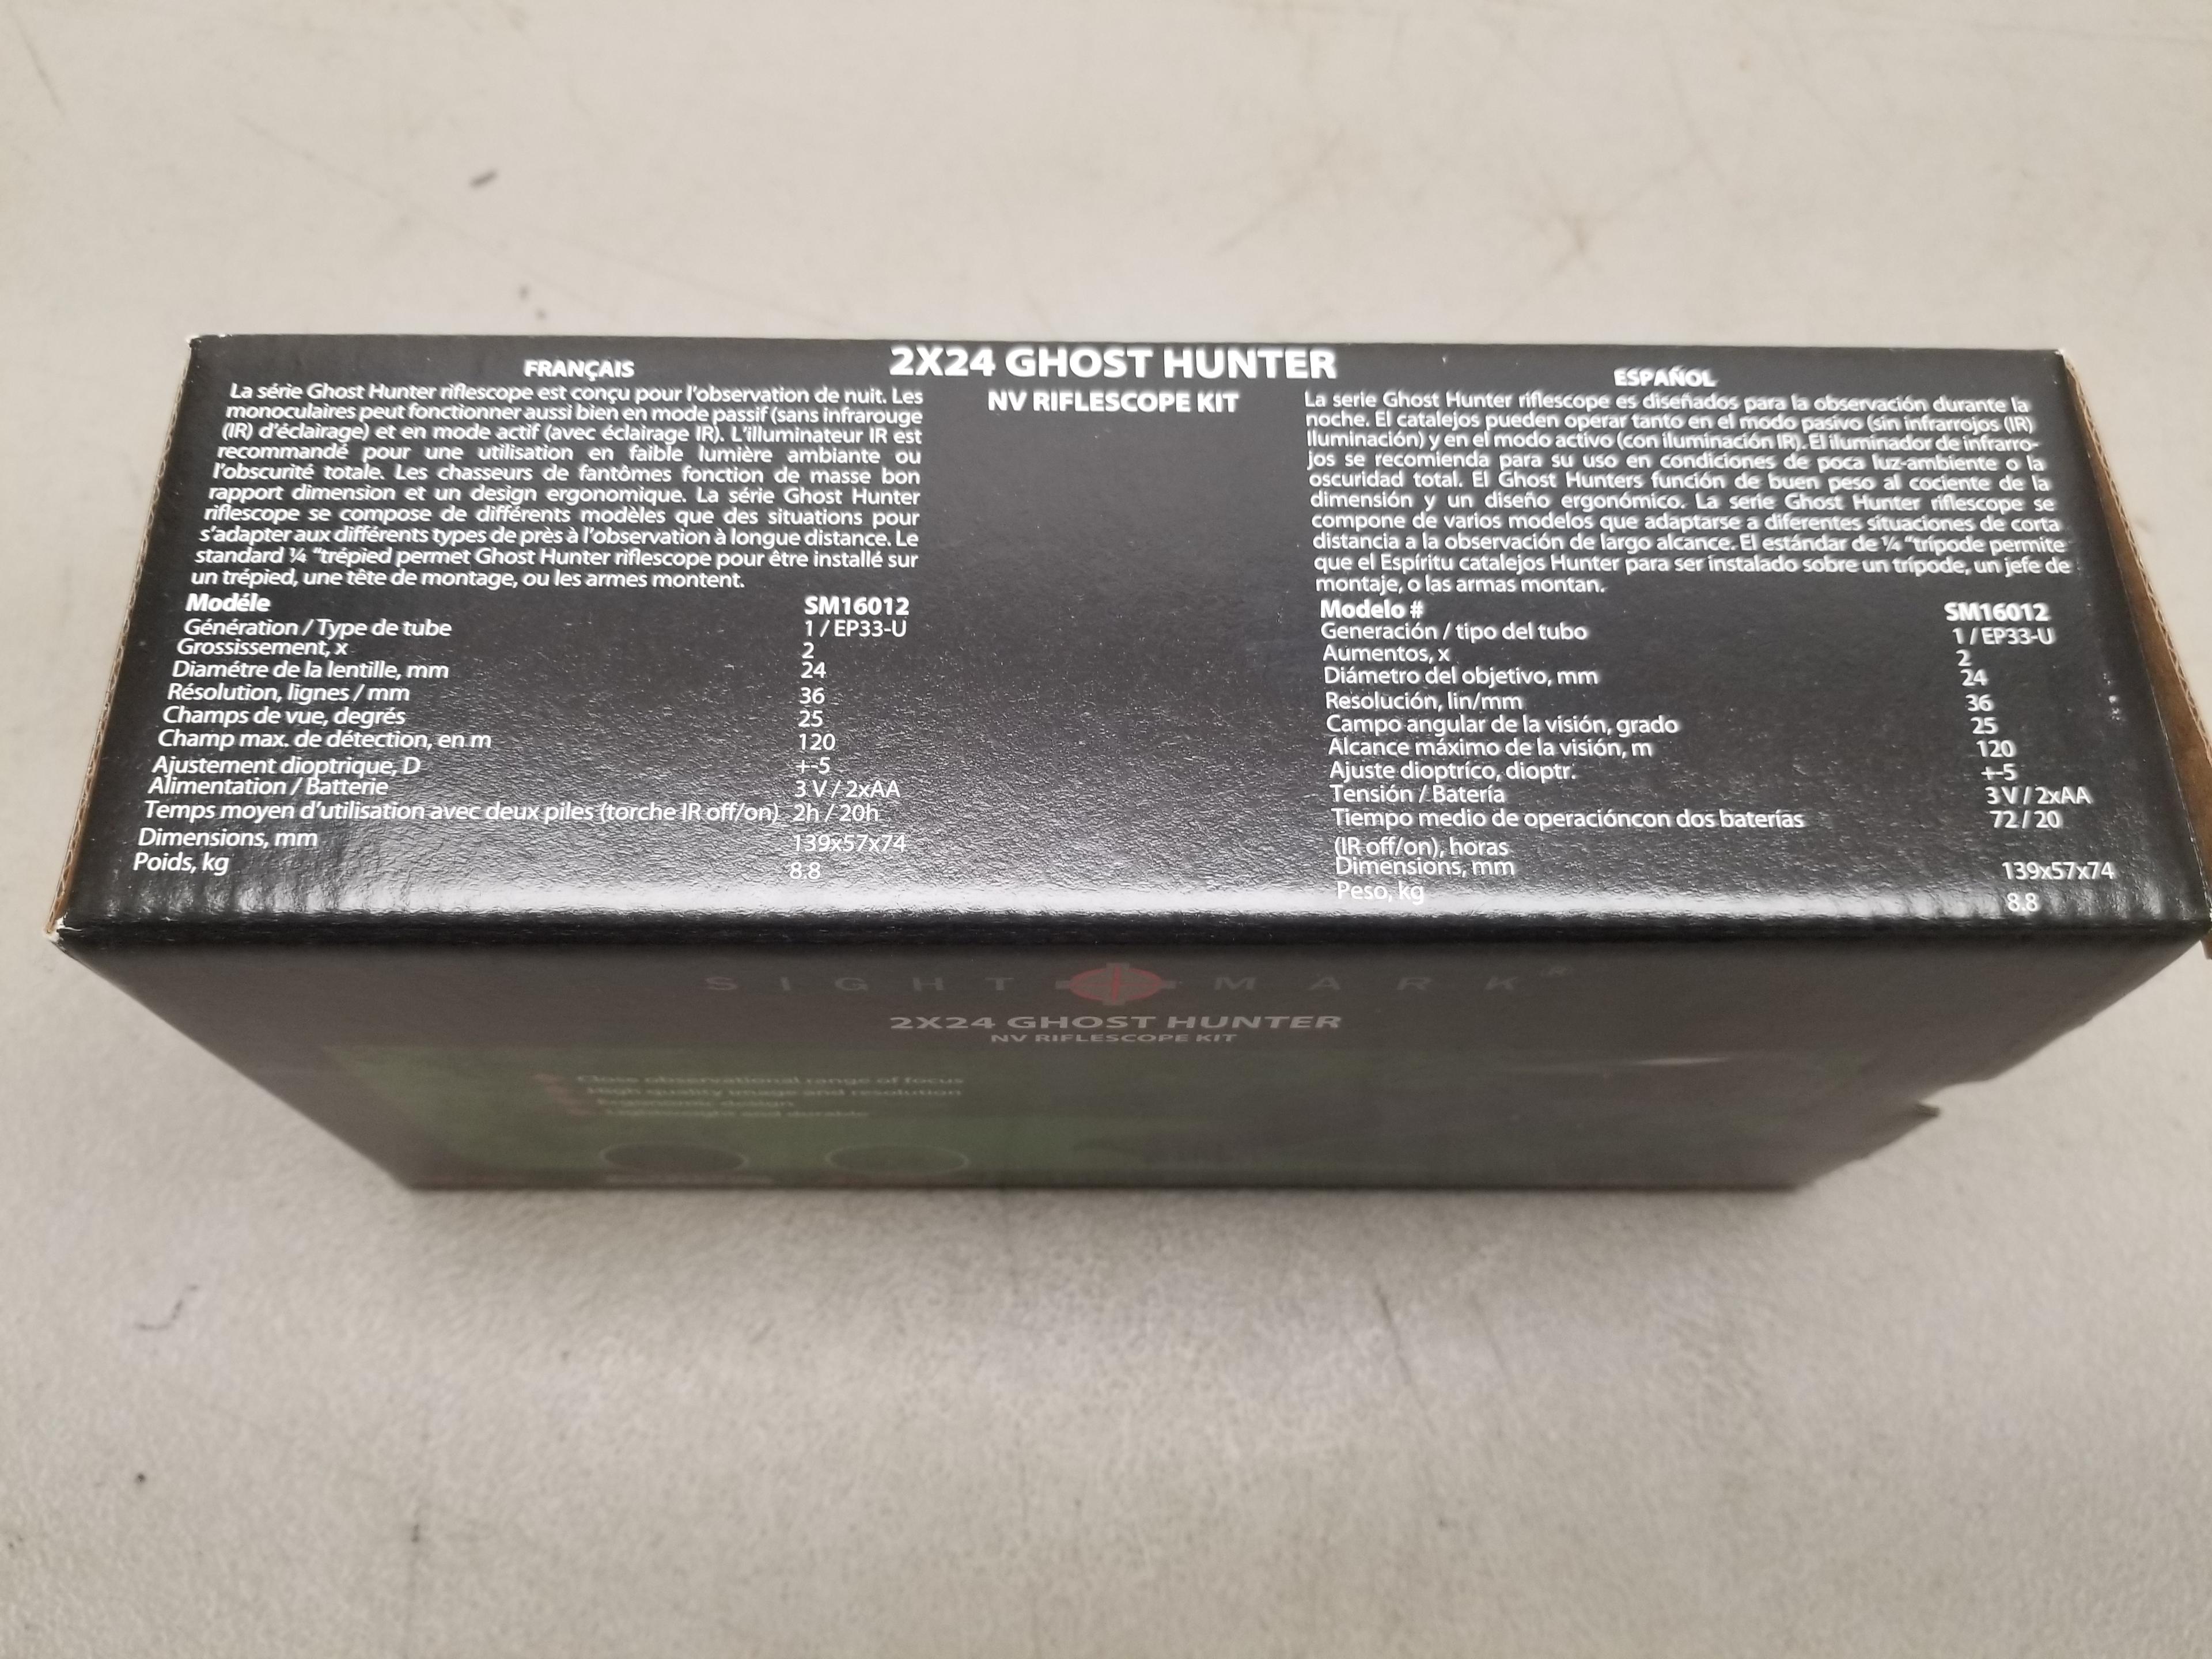 2X24 GHOST HUNTER
NV RIFLESCOPE KIT
FRANÇAIS
La série Ghost Hunter riflescope est conçu pour l'observation de nuit. Les
monoculaires peut fonctionner aussi bien en mode passif (sans infrarouge
(IR) d'éclairage) et en mode actif (avec éclairage IR). L'illuminateur IR est
recommandé pour une utilisation en faible lumière ambiante ou
l'obscurité totale. Les chasseurs de fantômes fonction de masse bon
rapport dimension et un design ergonomique. La série Ghost Hunter
riflescope se compose de différents modèles que des situations pour
s'adapter aux différents types de près à l'observation à longue distance. Le
standard ¼ “trépied permet Ghost Hunter riflescope pour être installé sur
un trépied, une tête de montage, ou les armes montent.
Modéle SM16012
Génération / Type de tube 1 / EP33-U
Grossissement, x 2
Diamétre de la lentille, mm 24
Résolution, lignes / mm 36
Champs de vue, degrés 25
Champ max. de détection, en m 120
Ajustement dioptrique, D +-5
Alimentation / Batterie 3 V / 2xAA
Temps moyen d'utilisation avec deux piles (torche IR off/on) 2h / 20h
Dimensions, mm 139x57x74
Poids, kg 8.8
ESPAÑOL
La serie Ghost Hunter riflescope es diseñados para la observación durante la
noche. El catalejos pueden operar tanto en el modo pasivo (sin infrarrojos (IR)
Iluminación) y en el modo activo (con iluminación IR). El iluminador de infrarro-
jos se recomienda para su uso en condiciones de poca luz-ambiente o la
oscuridad total. El Ghost Hunters función de buen peso al cociente de la
dimensión y un diseño ergonómico. La serie Ghost Hunter riflescope se
compone de varios modelos que adaptarse a diferentes situaciones de corta
distancia a la observación de largo alcance. El estándar de ¼ “trípode permite
que el Espíritu catalejos Hunter para ser instalado sobre un trípode, un jefe de
montaje, o las armas montan.
Modelo # SM16012
Generación / tipo del tubo 1 / EP33-U
Aumentos, x 2
Diámetro del objetivo, mm 24
Resolución, lin/mm 36
Campo angular de la visión, grado 25
Alcance máximo de la visión, m 120
Ajuste dioptríco, dioptr. +-5
Tensión / Batería 3 V / 2xAA
Tiempo medio de operacióncon dos baterías 72 / 20
(IR off/on), horas
Dimensions, mm 139x57x74
Peso, kg 8.8
SIGHTMARK®
2X24 GHOST HUNTER
NV RIFLESCOPE KIT
Close observational range of focus
High quality image and resolution
Ergonomic design
Lightweight and durable